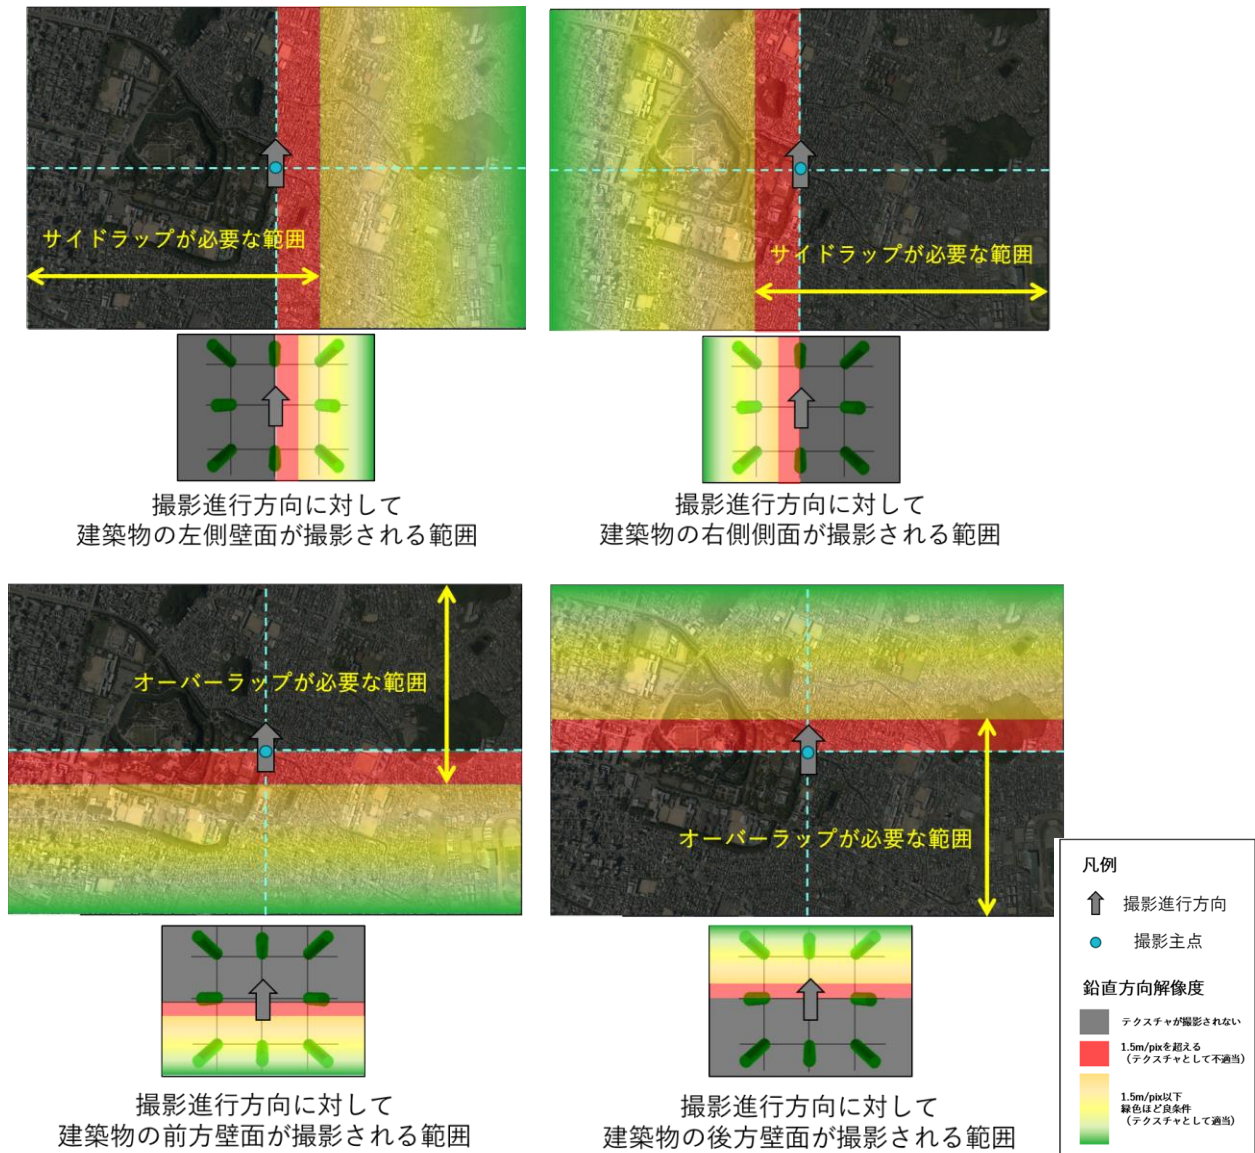 サイドラップが必要な範囲
サイドラップが必要な範囲
撮影進行方向に対して
建築物の左側壁面が撮影される範囲
撮影進行方向に対して
建築物の右側側面が撮影される範囲
オーバーラップが必要な範囲
オーバーラップが必要な範囲
撮影進行方向に対して
建築物の前方壁面が撮影される範囲
撮影進行方向に対して
建築物の後方壁面が撮影される範囲
凡例
撮影進行方向
撮影主点
鉛直方向解像度
テクスチャが撮影されない
1.5m/pixを超える
（テクスチャとして不適当）
1.5m/pix以下
緑色ほど良条件
（テクスチャとして適当）